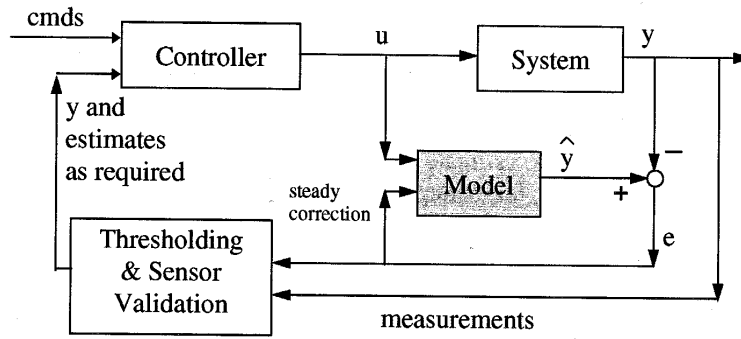 cmds
Controller
u
System
y
y and
estimates
as required
steady
correction
Model
^
y
−
+
e
Thresholding
& Sensor
Validation
measurements